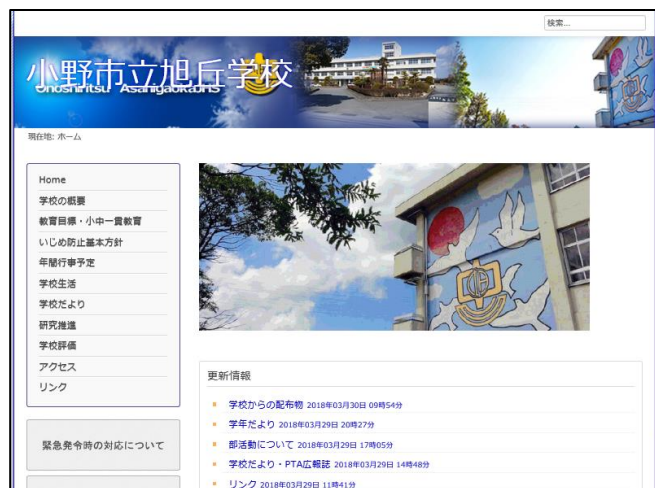 検索...
小野市立旭丘学校
Onoshiritsu Asahigaoka
現在地: ホーム
Home
学校の概要
教育目標・小中一貫教育
いじめ防止基本方針
年間行事予定
学校生活
学校だより
研究推進
学校評価
アクセス
リンク
緊急発令時の対応について
更新情報
学校からの配布物 2018年03月30日 09時54分
学年だより 2018年03月29日 20時27分
部活動について 2018年03月29日 17時05分
学校だより・PTA広報誌 2018年03月29日 14時48分
リンク 2018年03月29日 11時41分